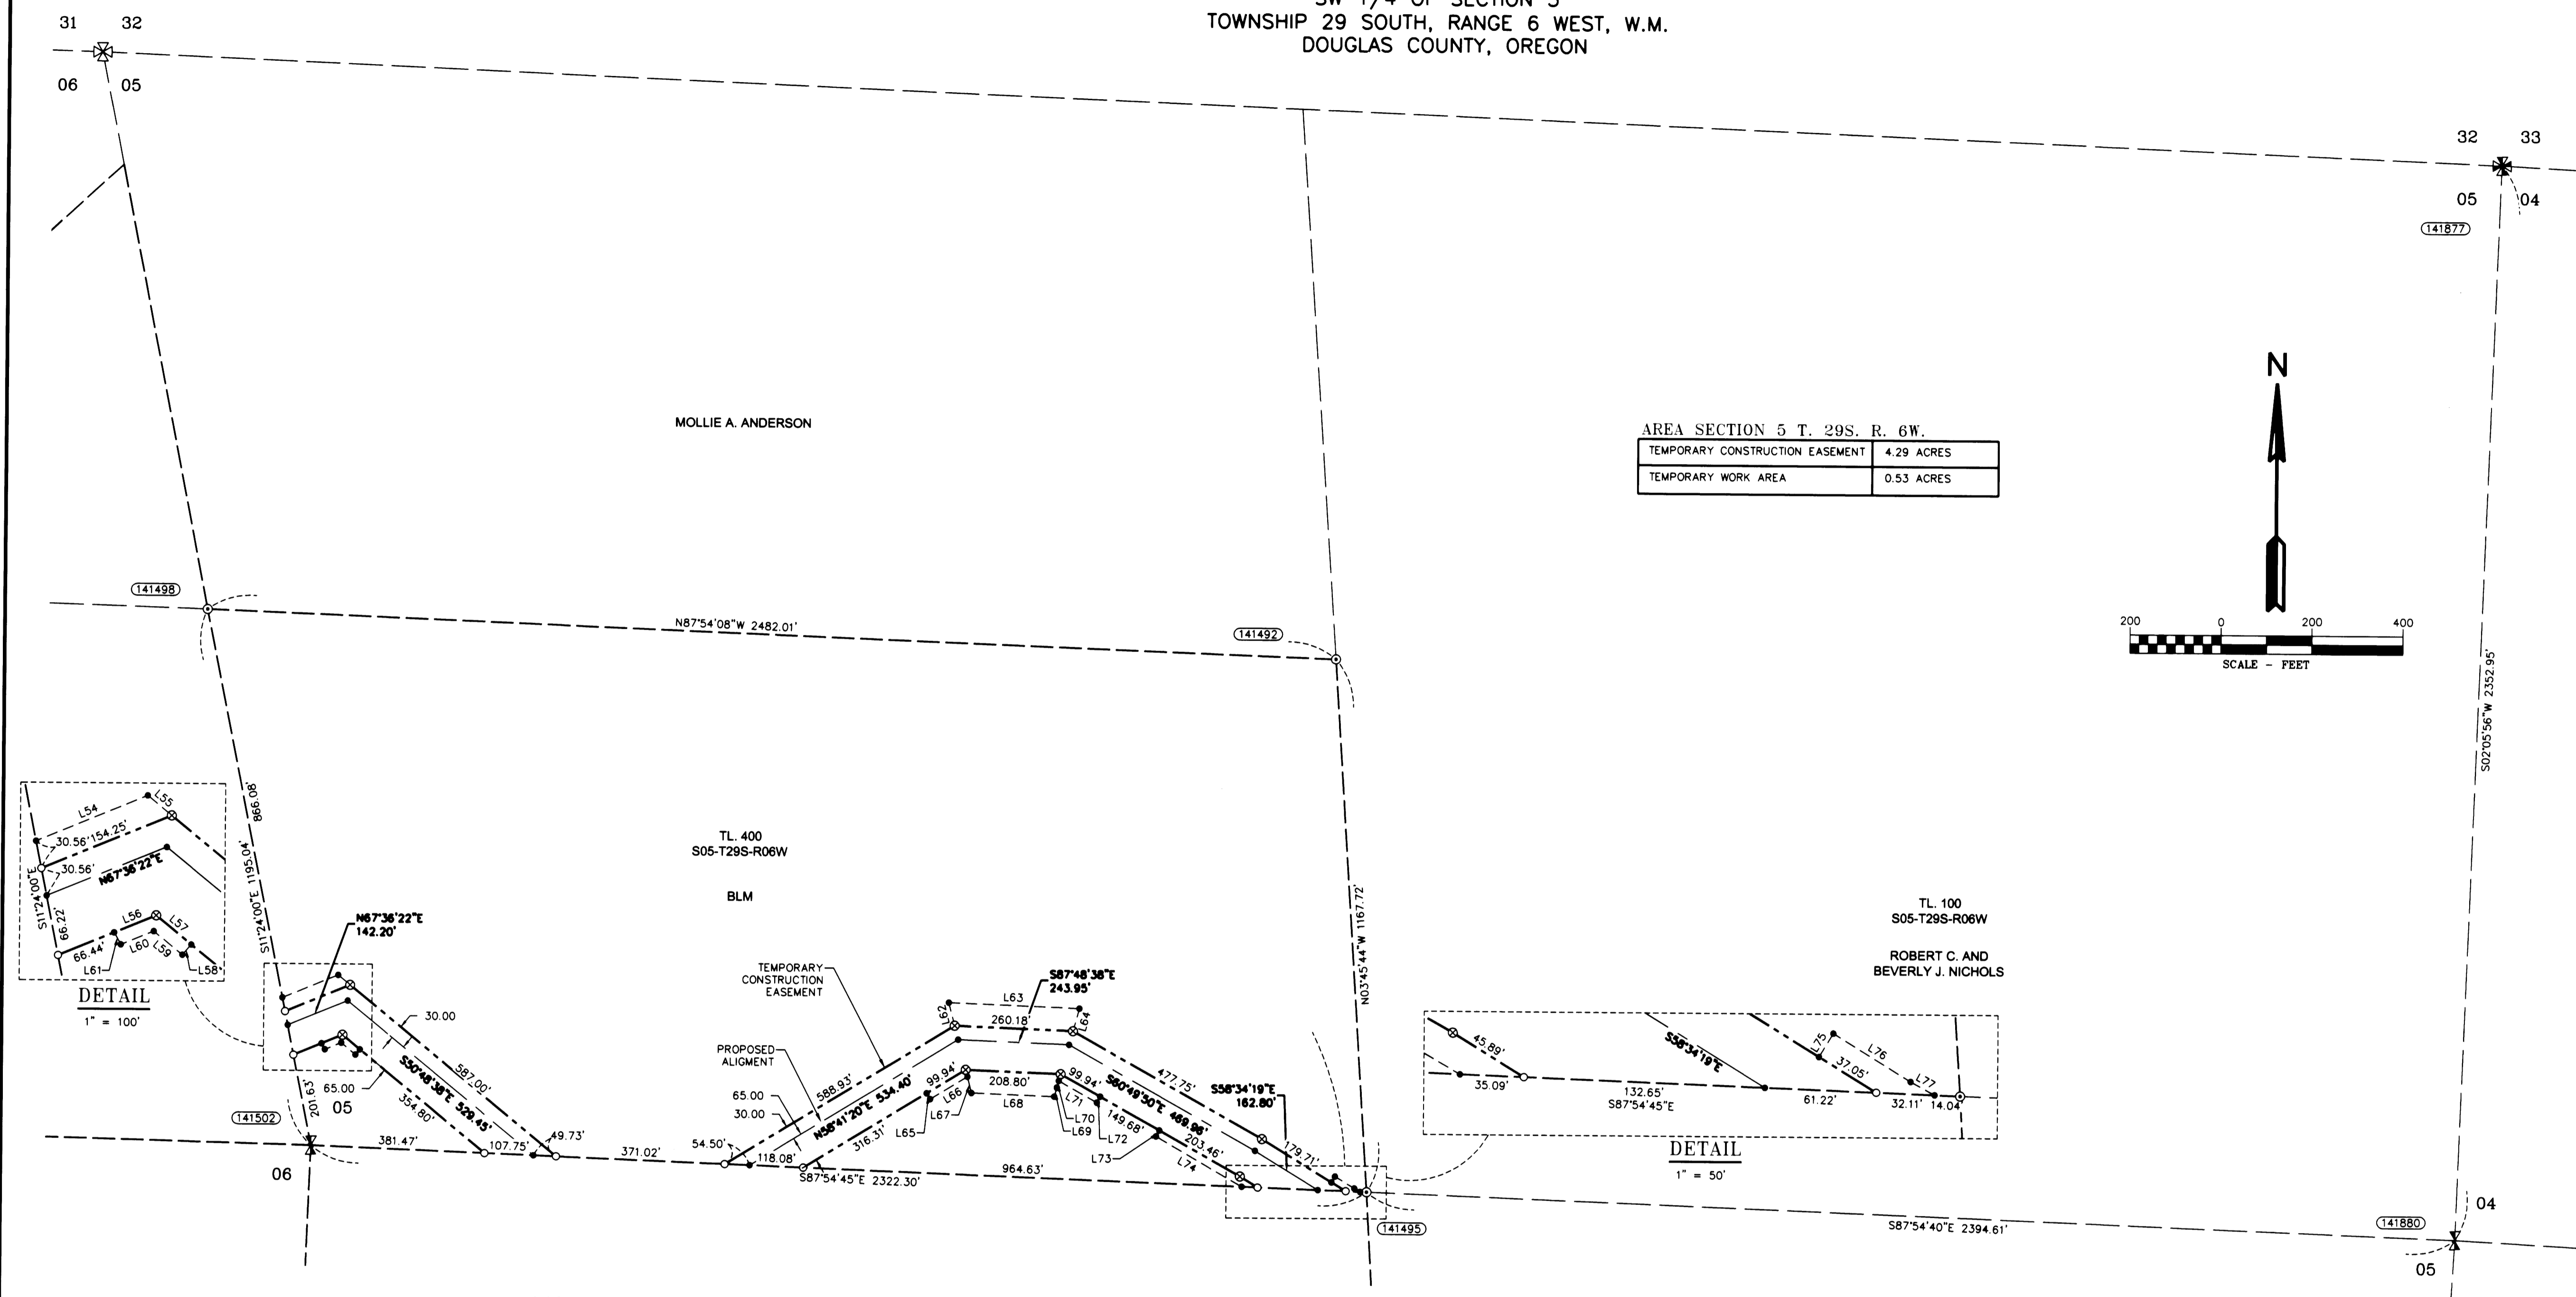 SW 1/4 OF SECTION 5
TOWNSHIP 29 SOUTH, RANGE 6 WEST, W.M.
DOUGLAS COUNTY, OREGON
31 32
06 05
32 33
05 04
141877
MOLLIE A. ANDERSON
AREA SECTION 5 T. 29S. R. 6W.
TEMPORARY CONSTRUCTION EASEMENT 4.29 ACRES
TEMPORARY WORK AREA 0.53 ACRES
N
200 0 200 400
SCALE - FEET
141498
N87°54'08"W 2482.01'
141492
S02°05'56"W 2352.95'
866.08'
S11°24'00"E 1195.04'
N03°45'44"W 1167.72'
TL. 400
S05-T29S-R06W
BLM
TL. 100
S05-T29S-R06W
ROBERT C. AND
BEVERLY J. NICHOLS
L54
L55
30.56'
154.25'
30.56'
N67°36'22"E
S11°24'00"E
66.22'
L56
L57
66.44'
L60
L59
L61
L58
DETAIL
1" = 100'
N67°36'22"E
142.20'
30.00
587.00'
S50°48'38"E 529.45'
65.00
354.80'
05
201.63'
141502
06
381.47'
107.75'
49.73'
371.02'
54.50'
118.08'
S87°54'45"E 2322.30'
964.63'
TEMPORARY
CONSTRUCTION
EASEMENT
PROPOSED
ALIGMENT
65.00
30.00
588.93'
N58°41'20"E 534.40'
316.31'
99.94'
L62
L63
L64
260.18'
S87°48'38"E
243.95'
208.80'
L65
L66
L67
L68
99.94'
L71
L70
L69
L72
149.68'
L73
L74
203.46'
477.75'
S60°49'50"E 469.96'
S58°34'19"E
162.80'
179.71'
141495
45.89'
35.09'
132.65'
S87°54'45"E
S58°34'19"E
61.22'
L75
L76
L77
37.05'
32.11'
14.04'
DETAIL
1" = 50'
S87°54'40"E 2394.61'
141880
04
05